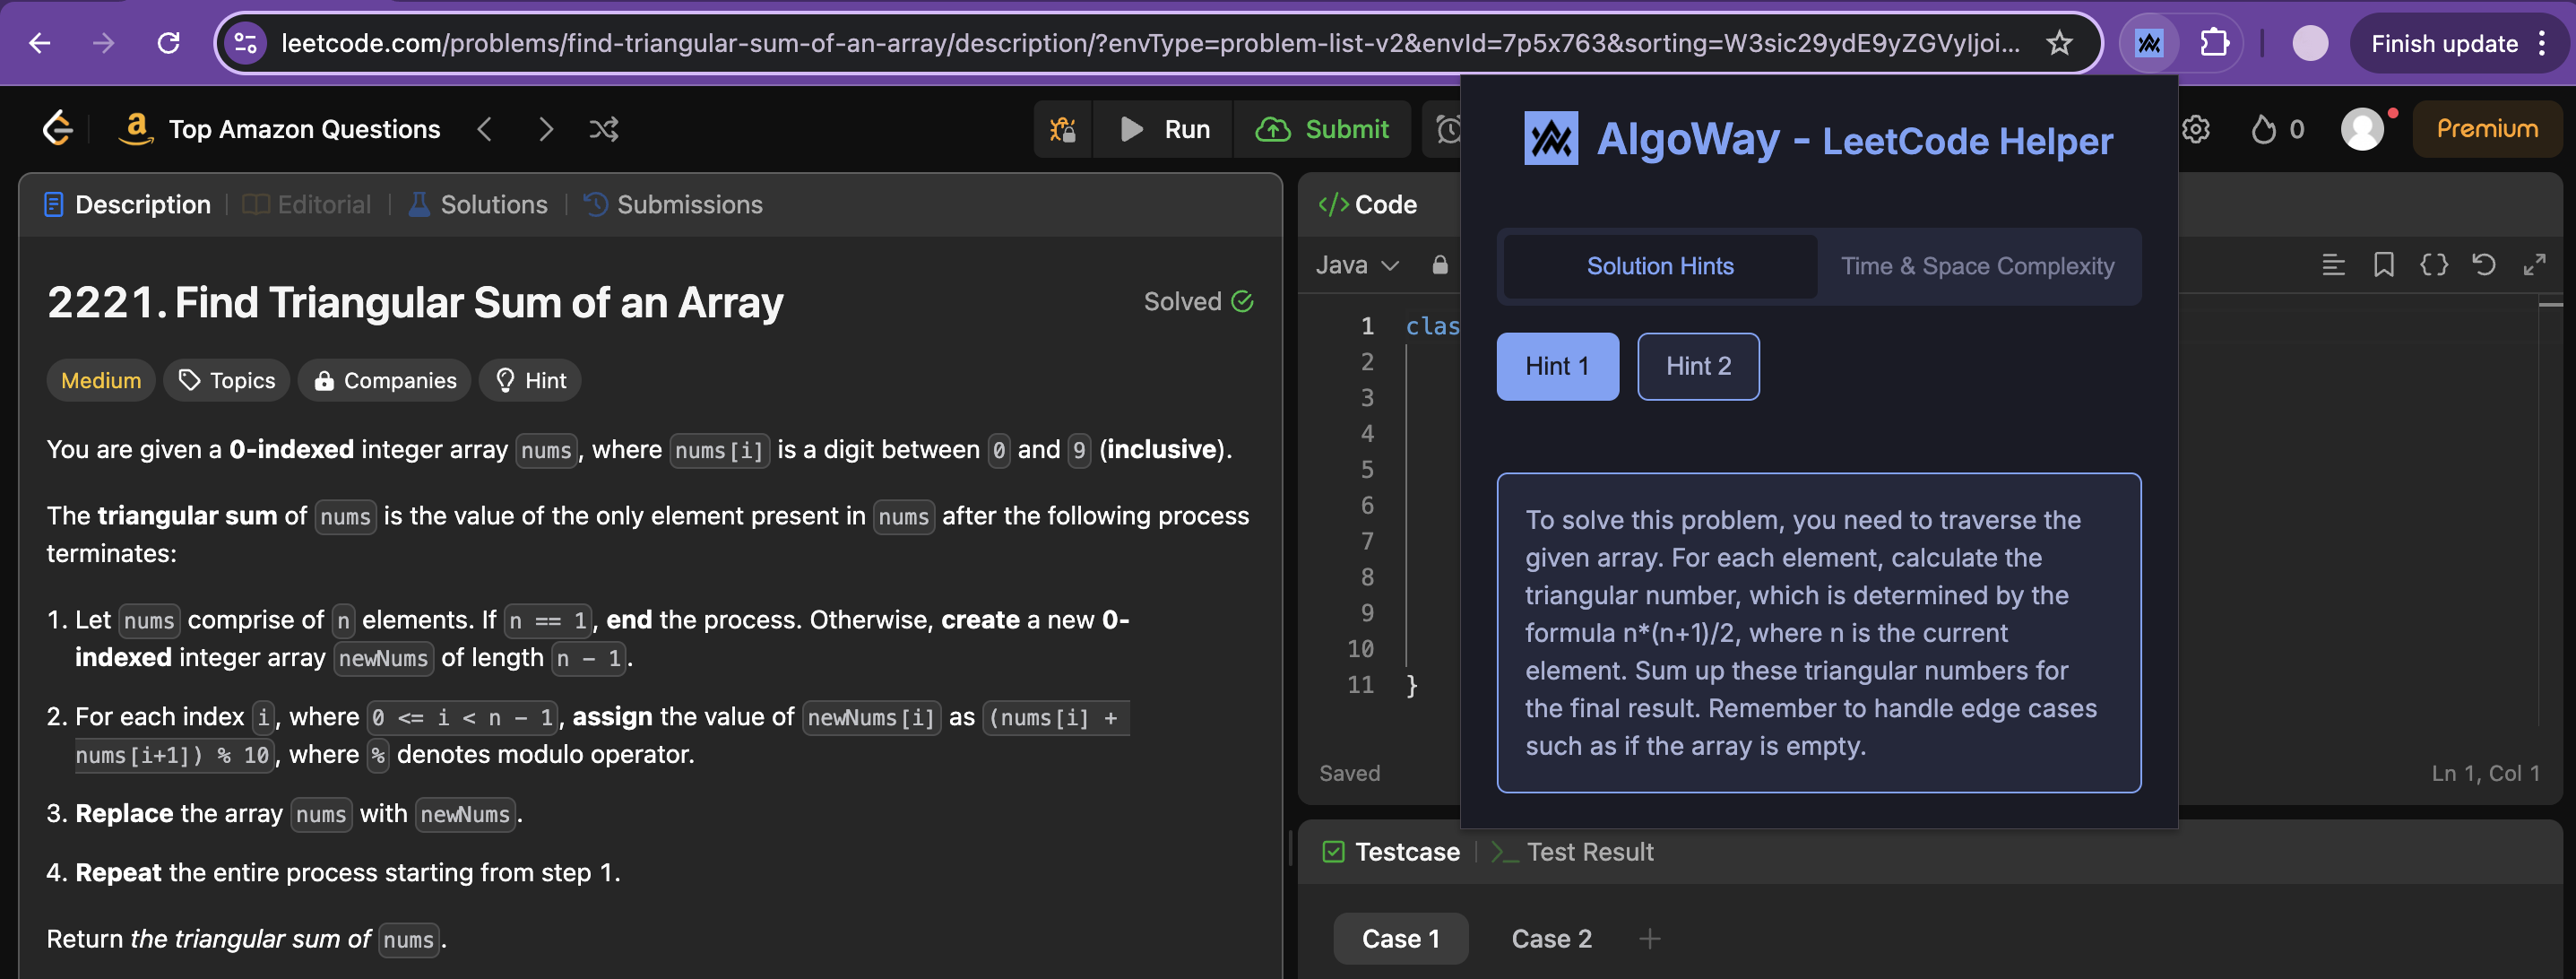 leetcode.com/problems/find-triangular-sum-of-an-array/description/?envType=problem-list-v2&envId=7p5x763&sorting=W3sic29ydE9yZGVyIjoi...
Finish update
Top Amazon Questions
Run
Submit
0
Premium
AlgoWay - LeetCode Helper
Description
Editorial
Solutions
Submissions
2221. Find Triangular Sum of an Array
Solved
Medium
Topics
Companies
Hint
You are given a 0-indexed integer array nums, where nums[i] is a digit between 0 and 9 (inclusive).
The triangular sum of nums is the value of the only element present in nums after the following process
terminates:
1. Let nums comprise of n elements. If n == 1, end the process. Otherwise, create a new 0-
indexed integer array newNums of length n - 1.
2. For each index i, where 0 <= i < n - 1, assign the value of newNums[i] as (nums[i] +
nums[i+1]) % 10, where % denotes modulo operator.
3. Replace the array nums with newNums.
4. Repeat the entire process starting from step 1.
Return the triangular sum of nums.
</> Code
Java
1 clas
2
3
4
5
6
7
8
9
10
11 }
Saved
Ln 1, Col 1
Solution Hints
Time & Space Complexity
Hint 1
Hint 2
To solve this problem, you need to traverse the
given array. For each element, calculate the
triangular number, which is determined by the
formula n*(n+1)/2, where n is the current
element. Sum up these triangular numbers for
the final result. Remember to handle edge cases
such as if the array is empty.
Testcase
Test Result
Case 1
Case 2